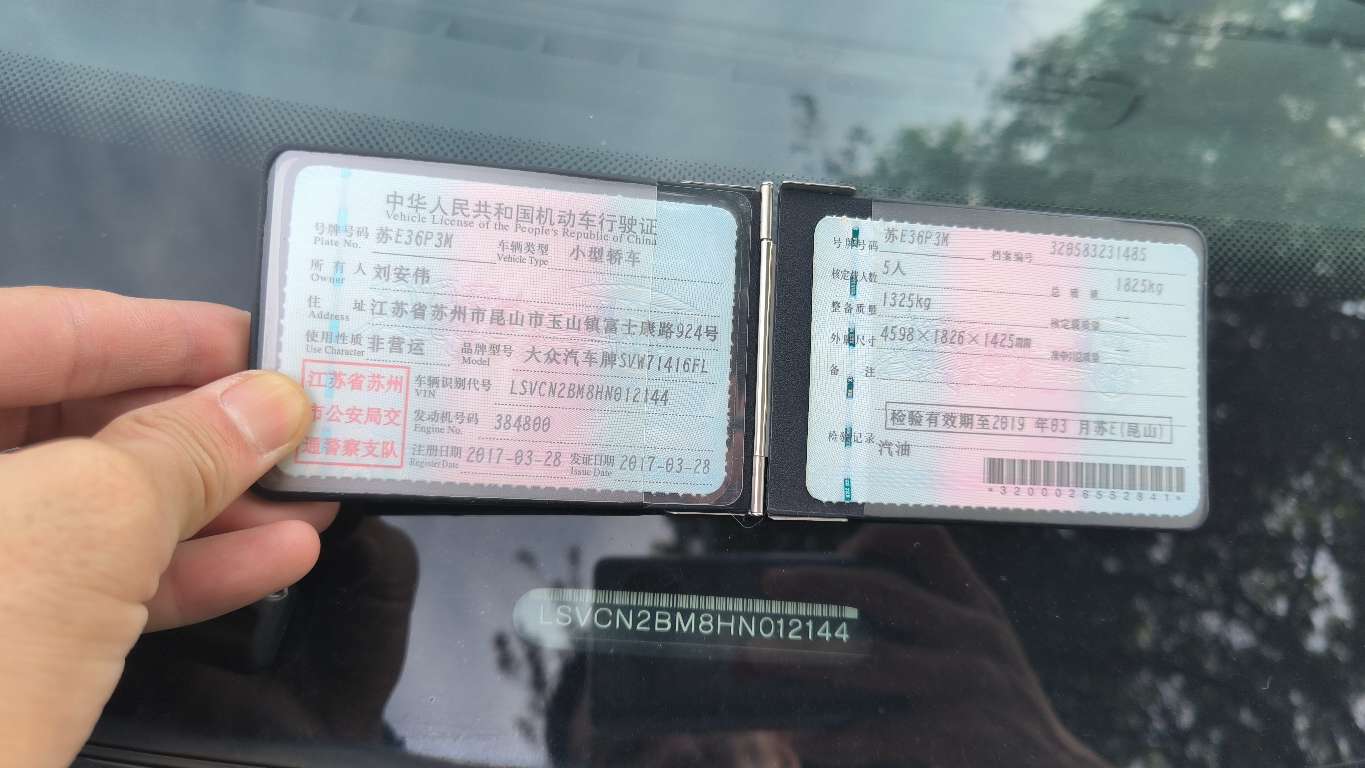 中华人民共和国机动车行驶证
Vehicle License of the People's Republic of China
号牌号码 苏E36P3M 车辆类型 小型轿车
Plate No. Vehicle Type
所有人 刘安伟
Owner
住址 江苏省苏州市昆山市玉山镇富士康路924号
Address
使用性质 非营运 品牌型号 大众汽车牌SVW71416FL
Use Character Model
江苏省苏州
市公安局交
通警察支队
车辆识别代号 LSVCN2BM8HN012144
VIN
发动机号码 384800
Engine No.
注册日期 2017-03-28 发证日期 2017-03-28
Register Date Issue Date
号牌号码 苏E36P3M 档案编号 320583231485
核定载人数 5人 总质量 1825kg
整备质量 1325kg 核定载质量
外廓尺寸 4598×1826×1425
备注
检验有效期至2019 年03 月苏E(昆山)
检验记录
汽油
*3200026552841*
LSVCN2BM8HN012144